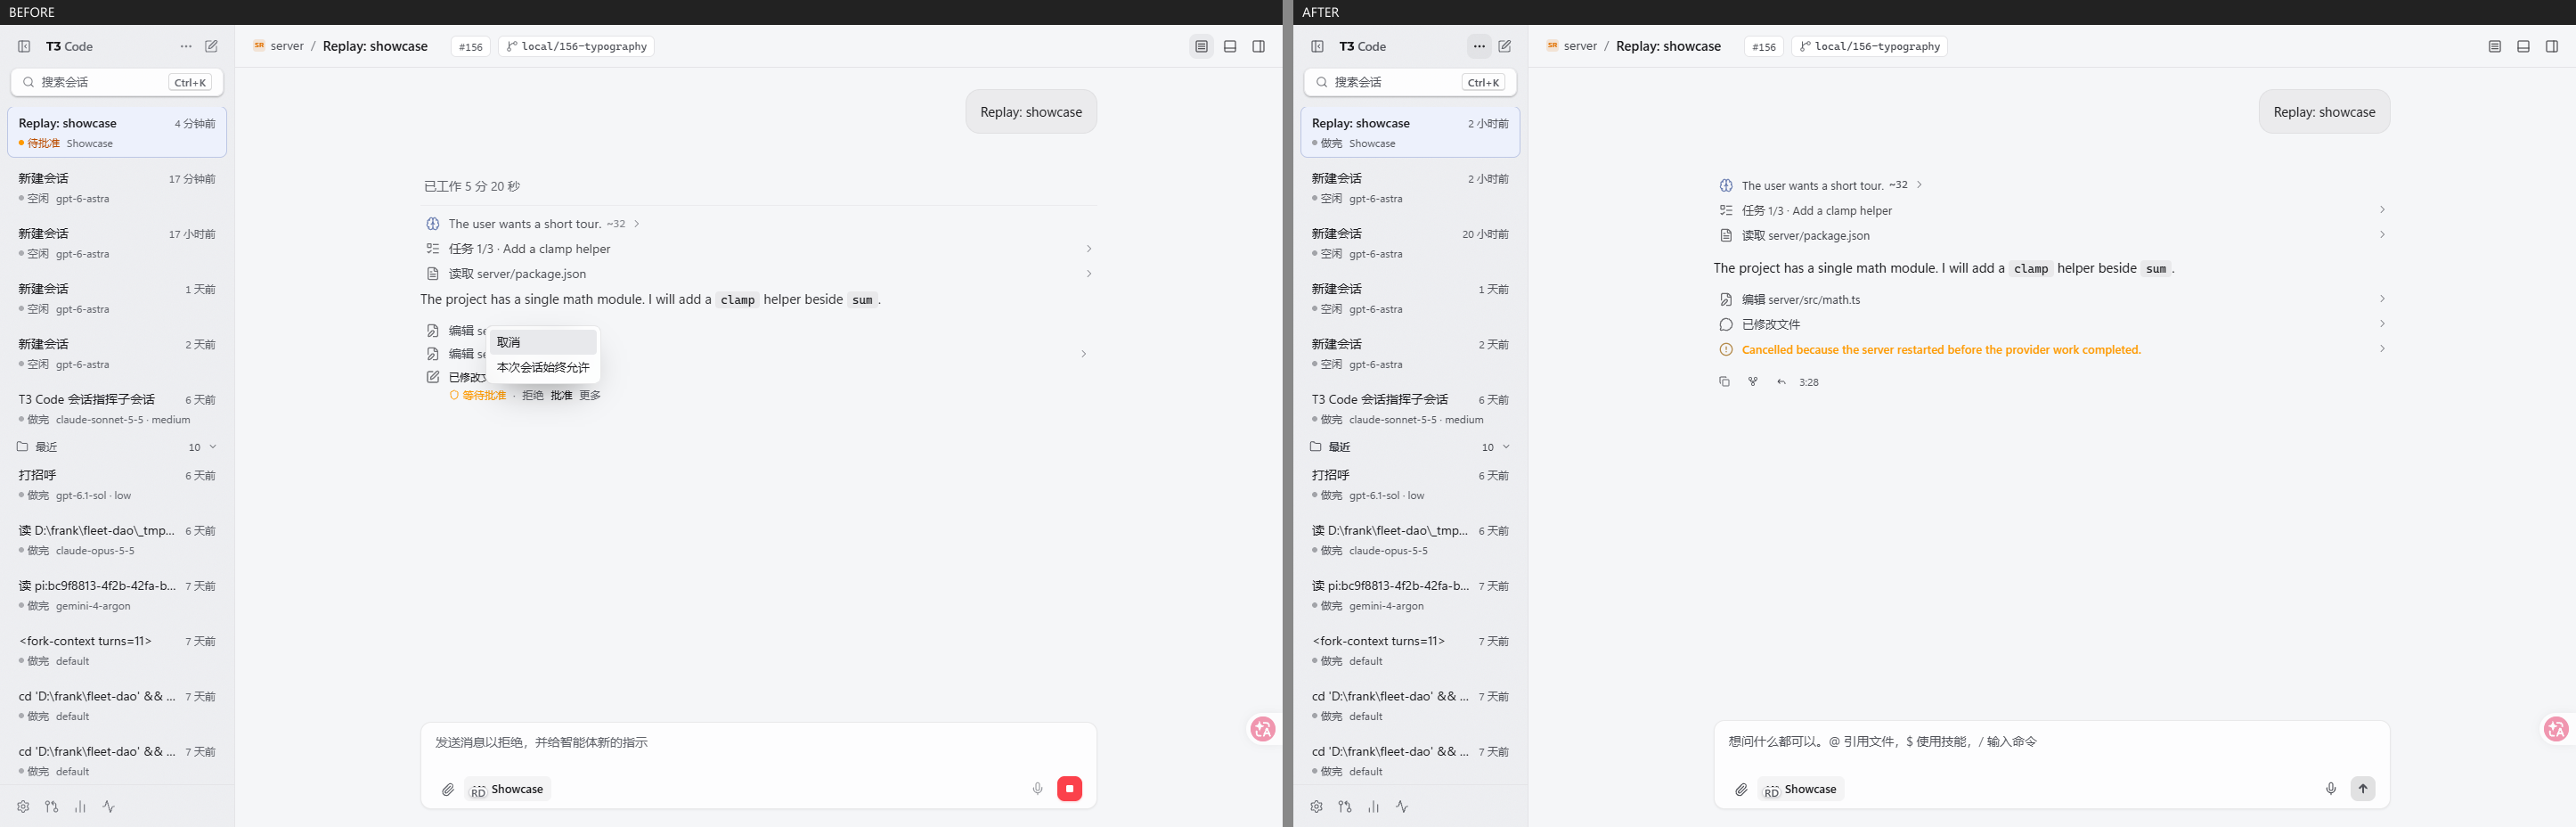 BEFORE
T3 Code
搜索会话 Ctrl+K
Replay: showcase 4 分钟前
待批准 Showcase
新建会话 17 分钟前
空闲 gpt-6-astra
新建会话 17 小时前
空闲 gpt-6-astra
新建会话 1 天前
空闲 gpt-6-astra
新建会话 2 天前
空闲 gpt-6-astra
T3 Code 会话指挥子会话 6 天前
做完 claude-sonnet-5-5 · medium
最近 10
打招呼 6 天前
做完 gpt-6.1-sol · low
读 D:\frank\fleet-dao\_tmp... 6 天前
做完 claude-opus-5-5
读 pi:bc9f8813-4f2b-42fa-b... 7 天前
做完 gemini-4-argon
<fork-context turns=11> 7 天前
做完 default
cd 'D:\frank\fleet-dao' && ... 7 天前
做完 default
cd 'D:\frank\fleet-dao' && ... 7 天前
做完 default
SR server / Replay: showcase #156 local/156-typography
Replay: showcase
已工作 5 分 20 秒
The user wants a short tour. ~32
任务 1/3 · Add a clamp helper
读取 server/package.json
The project has a single math module. I will add a clamp helper beside sum.
编辑 se
取消
编辑 se
本次会话始终允许
已修改文
等待批准 · 拒绝 批准 更多
发送消息以拒绝，并给智能体新的指示
RD Showcase
AFTER
T3 Code
搜索会话 Ctrl+K
Replay: showcase 2 小时前
做完 Showcase
新建会话 2 小时前
空闲 gpt-6-astra
新建会话 20 小时前
空闲 gpt-6-astra
新建会话 1 天前
空闲 gpt-6-astra
新建会话 2 天前
空闲 gpt-6-astra
T3 Code 会话指挥子会话 6 天前
做完 claude-sonnet-5-5 · medium
最近 10
打招呼 6 天前
做完 gpt-6.1-sol · low
读 D:\frank\fleet-dao\_tmp... 6 天前
做完 claude-opus-5-5
读 pi:bc9f8813-4f2b-42fa-b... 7 天前
做完 gemini-4-argon
<fork-context turns=11> 7 天前
做完 default
cd 'D:\frank\fleet-dao' && ... 7 天前
做完 default
cd 'D:\frank\fleet-dao' && ... 7 天前
做完 default
SR server / Replay: showcase #156 local/156-typography
Replay: showcase
The user wants a short tour. ~32
任务 1/3 · Add a clamp helper
读取 server/package.json
The project has a single math module. I will add a clamp helper beside sum.
编辑 server/src/math.ts
已修改文件
Cancelled because the server restarted before the provider work completed.
3:28
想问什么都可以。@ 引用文件，$ 使用技能，/ 输入命令
RD Showcase